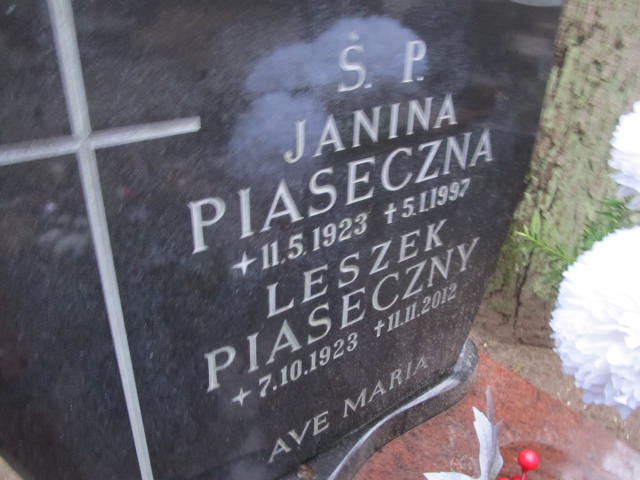 Ś. P.
JANINA
PIASECZNA
11.5.1923 †5.1.1997
LESZEK
PIASECZNY
7.10.1923 †11.11.2012
AVE MARIA